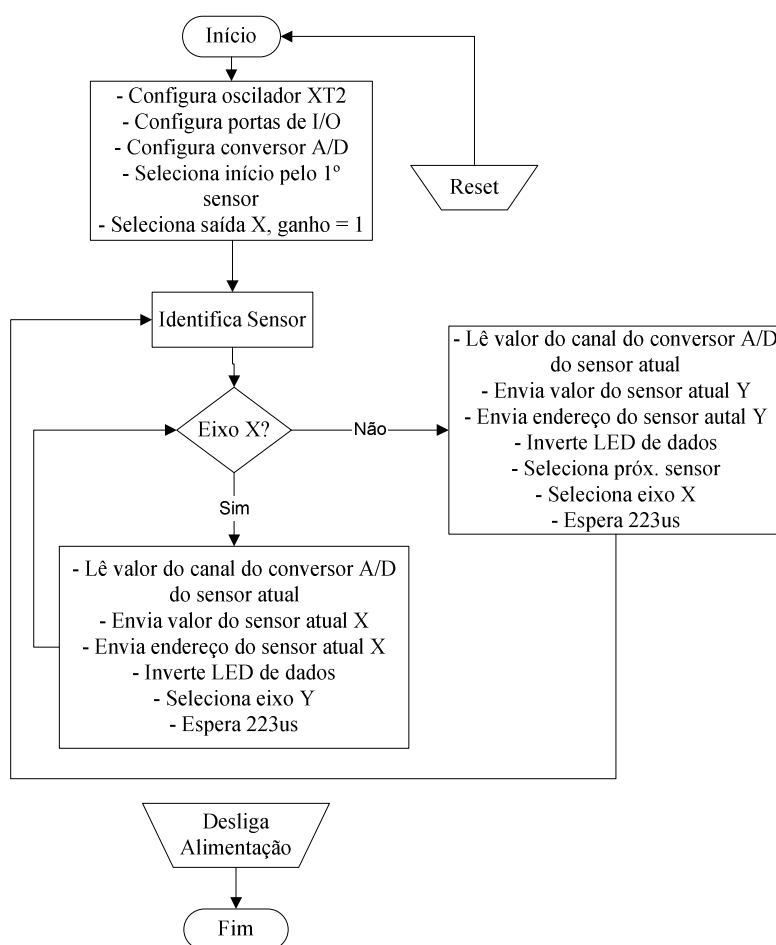 Início
- Configura oscilador XT2
- Configura portas de I/O
- Configura conversor A/D
- Seleciona início pelo 1º
sensor
- Seleciona saída X, ganho = 1
Reset
Identifica Sensor
Eixo X?
Não
Sim
- Lê valor do canal do conversor A/D
do sensor atual
- Envia valor do sensor atual Y
- Envia endereço do sensor autal Y
- Inverte LED de dados
- Seleciona próx. sensor
- Seleciona eixo X
- Espera 223us
- Lê valor do canal do conversor A/D
do sensor atual
- Envia valor do sensor atual X
- Envia endereço do sensor atual X
- Inverte LED de dados
- Seleciona eixo Y
- Espera 223us
Desliga
Alimentação
Fim